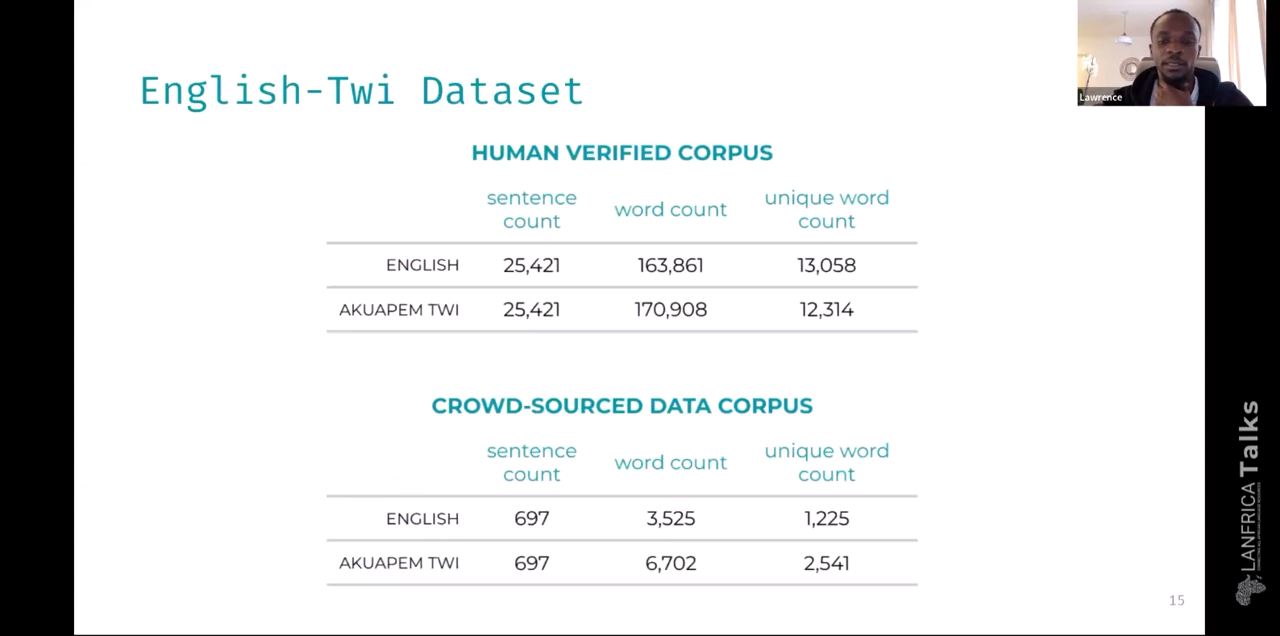 English-Twi Dataset
Lawrence
HUMAN VERIFIED CORPUS
sentence count word count unique word count
ENGLISH 25,421 163,861 13,058
AKUAPEM TWI 25,421 170,908 12,314
CROWD-SOURCED DATA CORPUS
sentence count word count unique word count
ENGLISH 697 3,525 1,225
AKUAPEM TWI 697 6,702 2,541
15
LANFRICA Talks